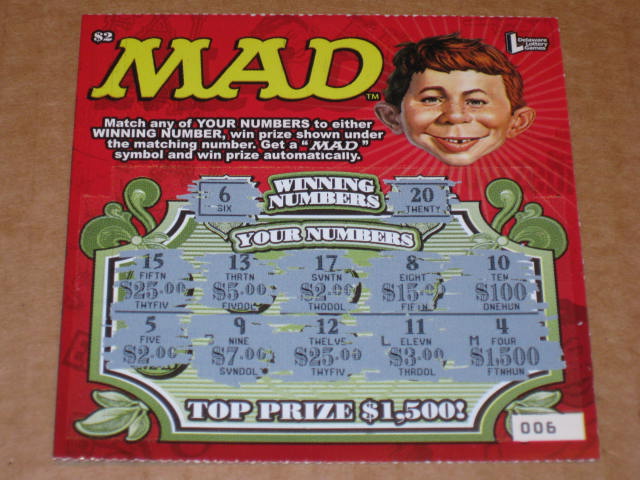 $2
MAD
TM
Delaware
Lottery
Games
Match any of YOUR NUMBERS to either
WINNING NUMBER, win prize shown under
the matching number. Get a "MAD"
symbol and win prize automatically.
WINNING
NUMBERS
6
SIX
20
TWENTY
YOUR NUMBERS
15 13 17 8 10
FIFTN THRTN SVNTN EIGHT TEN
$25.00 $5.00 $2.00 $15.00 $100
TWYFIV FIVDOL TWODOL FIFTN ONEHUN
5 9 12 11 4
FIVE NINE TWELVE L ELEVN M FOUR
$2.00 $7.00 $25.00 $3.00 $1,500
SVNDOL TWYFIV THRDOL FTNHUN
TOP PRIZE $1,500!
006